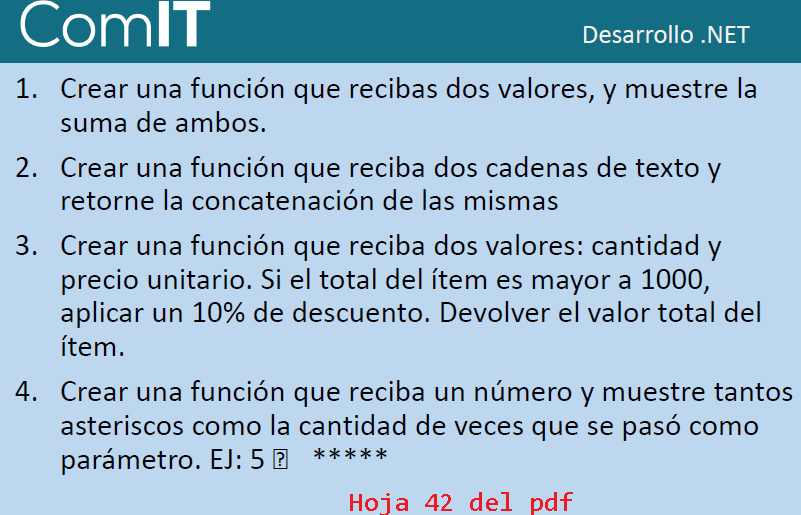 ComIT
Desarrollo .NET
1. Crear una función que recibas dos valores, y muestre la
suma de ambos.
2. Crear una función que reciba dos cadenas de texto y
retorne la concatenación de las mismas
3. Crear una función que reciba dos valores: cantidad y
precio unitario. Si el total del ítem es mayor a 1000,
aplicar un 10% de descuento. Devolver el valor total del
ítem.
4. Crear una función que reciba un número y muestre tantos
asteriscos como la cantidad de veces que se pasó como
parámetro. EJ: 5 &#xF0E0; *****
Hoja 42 del pdf